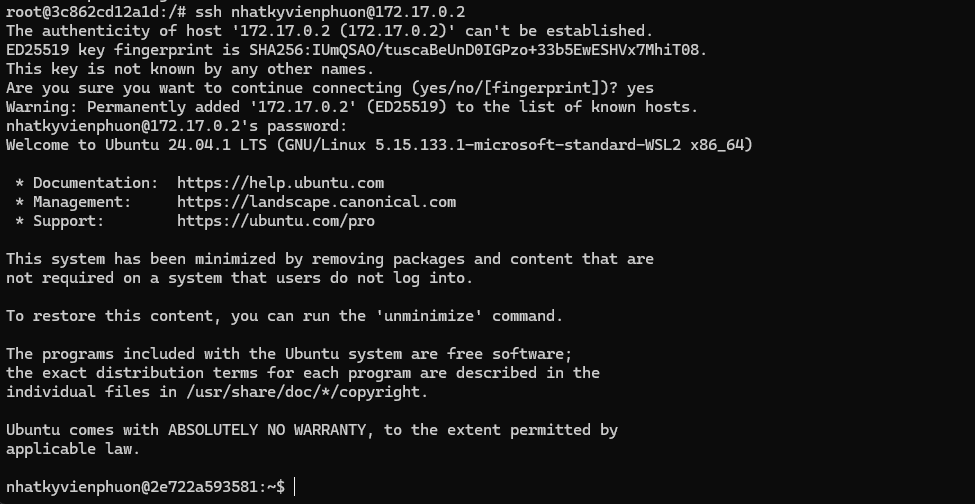 root@3c862cd12a1d:/# ssh nhatkyvienphuon@172.17.0.2
The authenticity of host '172.17.0.2 (172.17.0.2)' can't be established.
ED25519 key fingerprint is SHA256:IUmQSAO/tuscaBeUnD0IGPzo+33b5EwESHVx7MhiT08.
This key is not known by any other names.
Are you sure you want to continue connecting (yes/no/[fingerprint])? yes
Warning: Permanently added '172.17.0.2' (ED25519) to the list of known hosts.
nhatkyvienphuon@172.17.0.2's password:
Welcome to Ubuntu 24.04.1 LTS (GNU/Linux 5.15.133.1-microsoft-standard-WSL2 x86_64)
* Documentation:  https://help.ubuntu.com
* Management:     https://landscape.canonical.com
* Support:        https://ubuntu.com/pro
This system has been minimized by removing packages and content that are
not required on a system that users do not log into.
To restore this content, you can run the 'unminimize' command.
The programs included with the Ubuntu system are free software;
the exact distribution terms for each program are described in the
individual files in /usr/share/doc/*/copyright.
Ubuntu comes with ABSOLUTELY NO WARRANTY, to the extent permitted by
applicable law.
nhatkyvienphuon@2e722a593581:~$